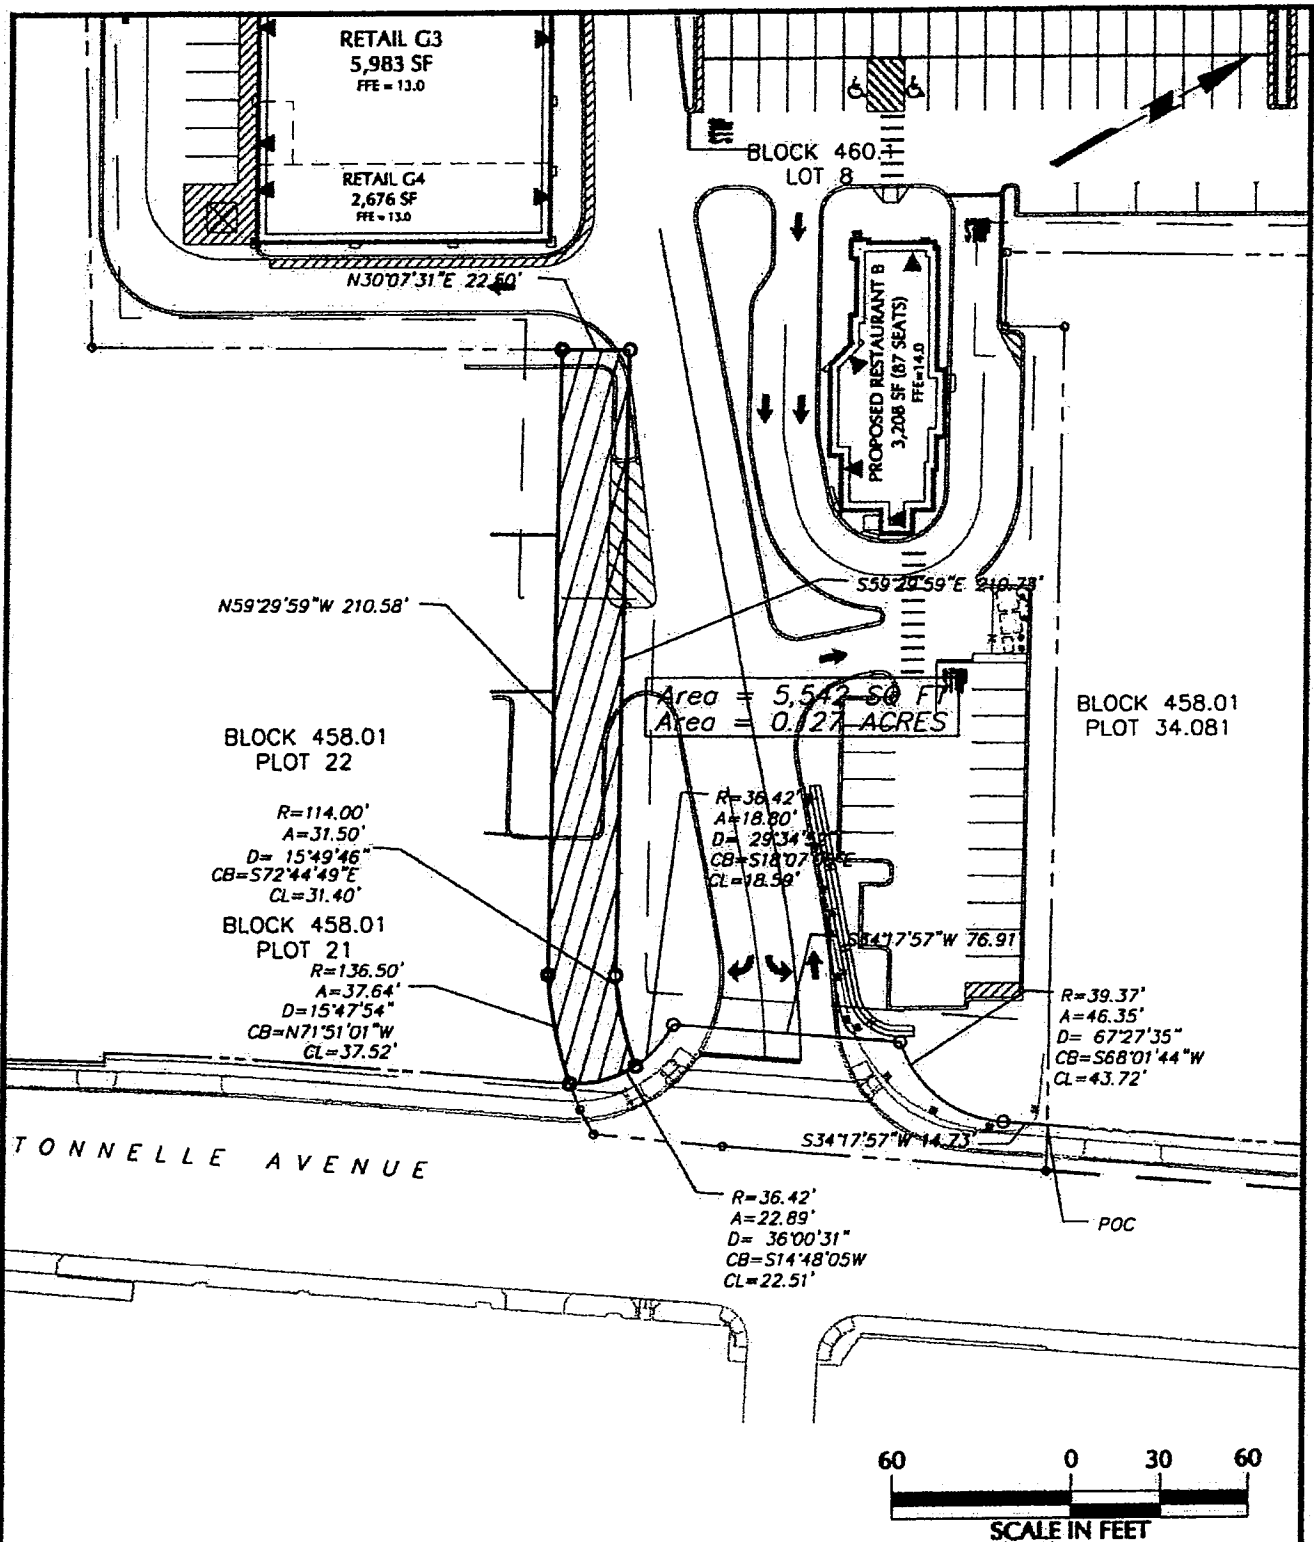 RETAIL G3
5,983 SF
FFE = 13.0
BLOCK 460.
LOT 8
RETAIL G4
2,676 SF
FFE = 13.0
N30°07'31"E 22.60'
PROPOSED RESTAURANT B
3,208 SF (87 SEATS)
FFE=14.0
S59°29'59"E 210.73'
N59°29'59"W 210.58'
Area = 5,542 SQ FT
Area = 0.127 ACRES
BLOCK 458.01
PLOT 34.081
BLOCK 458.01
PLOT 22
R=114.00'
A=31.50'
D= 15°49'46"
CB=S72°44'49"E
CL=31.40'
R=36.42'
A=18.80'
D= 29°34'
CB=S18°07' E
CL=18.59'
BLOCK 458.01
PLOT 21
R=136.50'
A=37.64'
D=15°47'54"
CB=N71°51'01"W
CL=37.52'
S34°17'57"W 76.91'
R=39.37'
A=46.35'
D= 67°27'35"
CB=S68°01'44"W
CL=43.72'
S34°17'57"W 14.73'
TONNELLE AVENUE
R=36.42'
A=22.89'
D= 36°00'31"
CB=S14°48'05W
CL=22.51'
POC
60 0 30 60
SCALE IN FEET